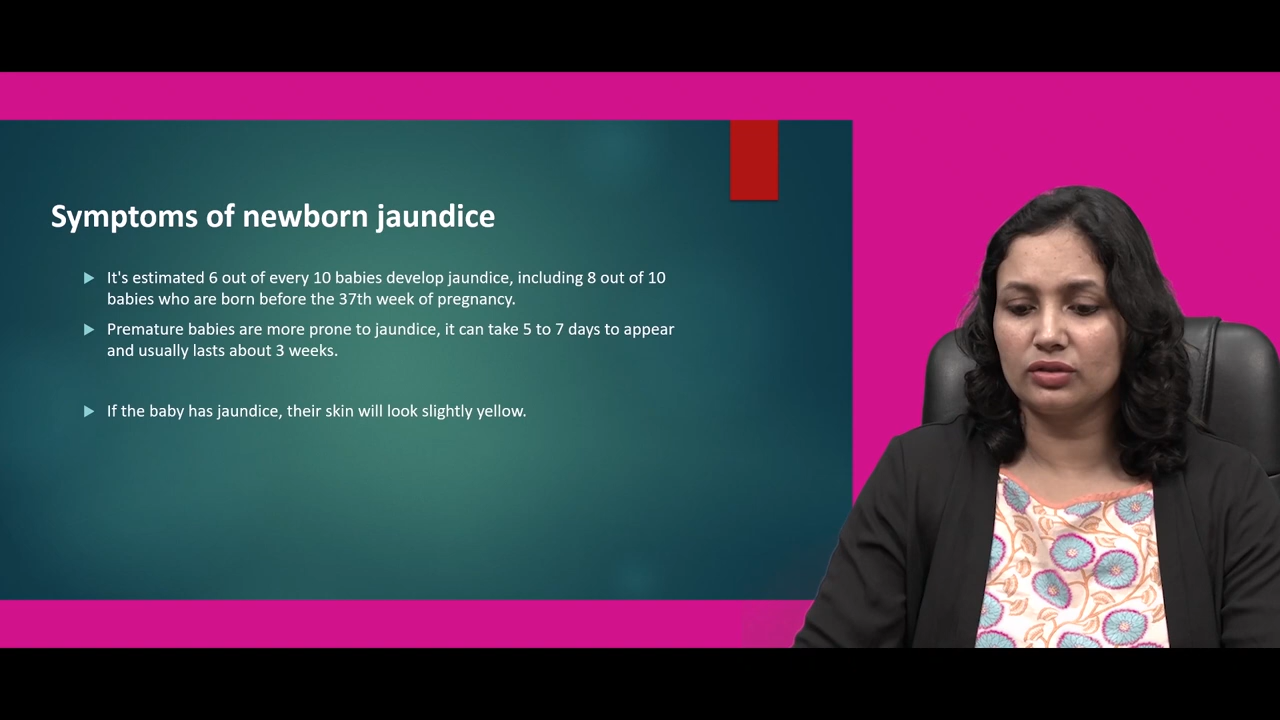 Symptoms of newborn jaundice
It's estimated 6 out of every 10 babies develop jaundice, including 8 out of 10
babies who are born before the 37th week of pregnancy.
Premature babies are more prone to jaundice, it can take 5 to 7 days to appear
and usually lasts about 3 weeks.
If the baby has jaundice, their skin will look slightly yellow.